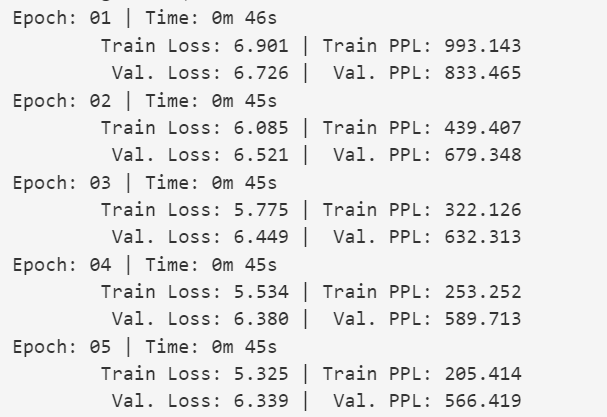 Epoch: 01 | Time: 0m 46s
Train Loss: 6.901 | Train PPL: 993.143
Val. Loss: 6.726 | Val. PPL: 833.465
Epoch: 02 | Time: 0m 45s
Train Loss: 6.085 | Train PPL: 439.407
Val. Loss: 6.521 | Val. PPL: 679.348
Epoch: 03 | Time: 0m 45s
Train Loss: 5.775 | Train PPL: 322.126
Val. Loss: 6.449 | Val. PPL: 632.313
Epoch: 04 | Time: 0m 45s
Train Loss: 5.534 | Train PPL: 253.252
Val. Loss: 6.380 | Val. PPL: 589.713
Epoch: 05 | Time: 0m 45s
Train Loss: 5.325 | Train PPL: 205.414
Val. Loss: 6.339 | Val. PPL: 566.419